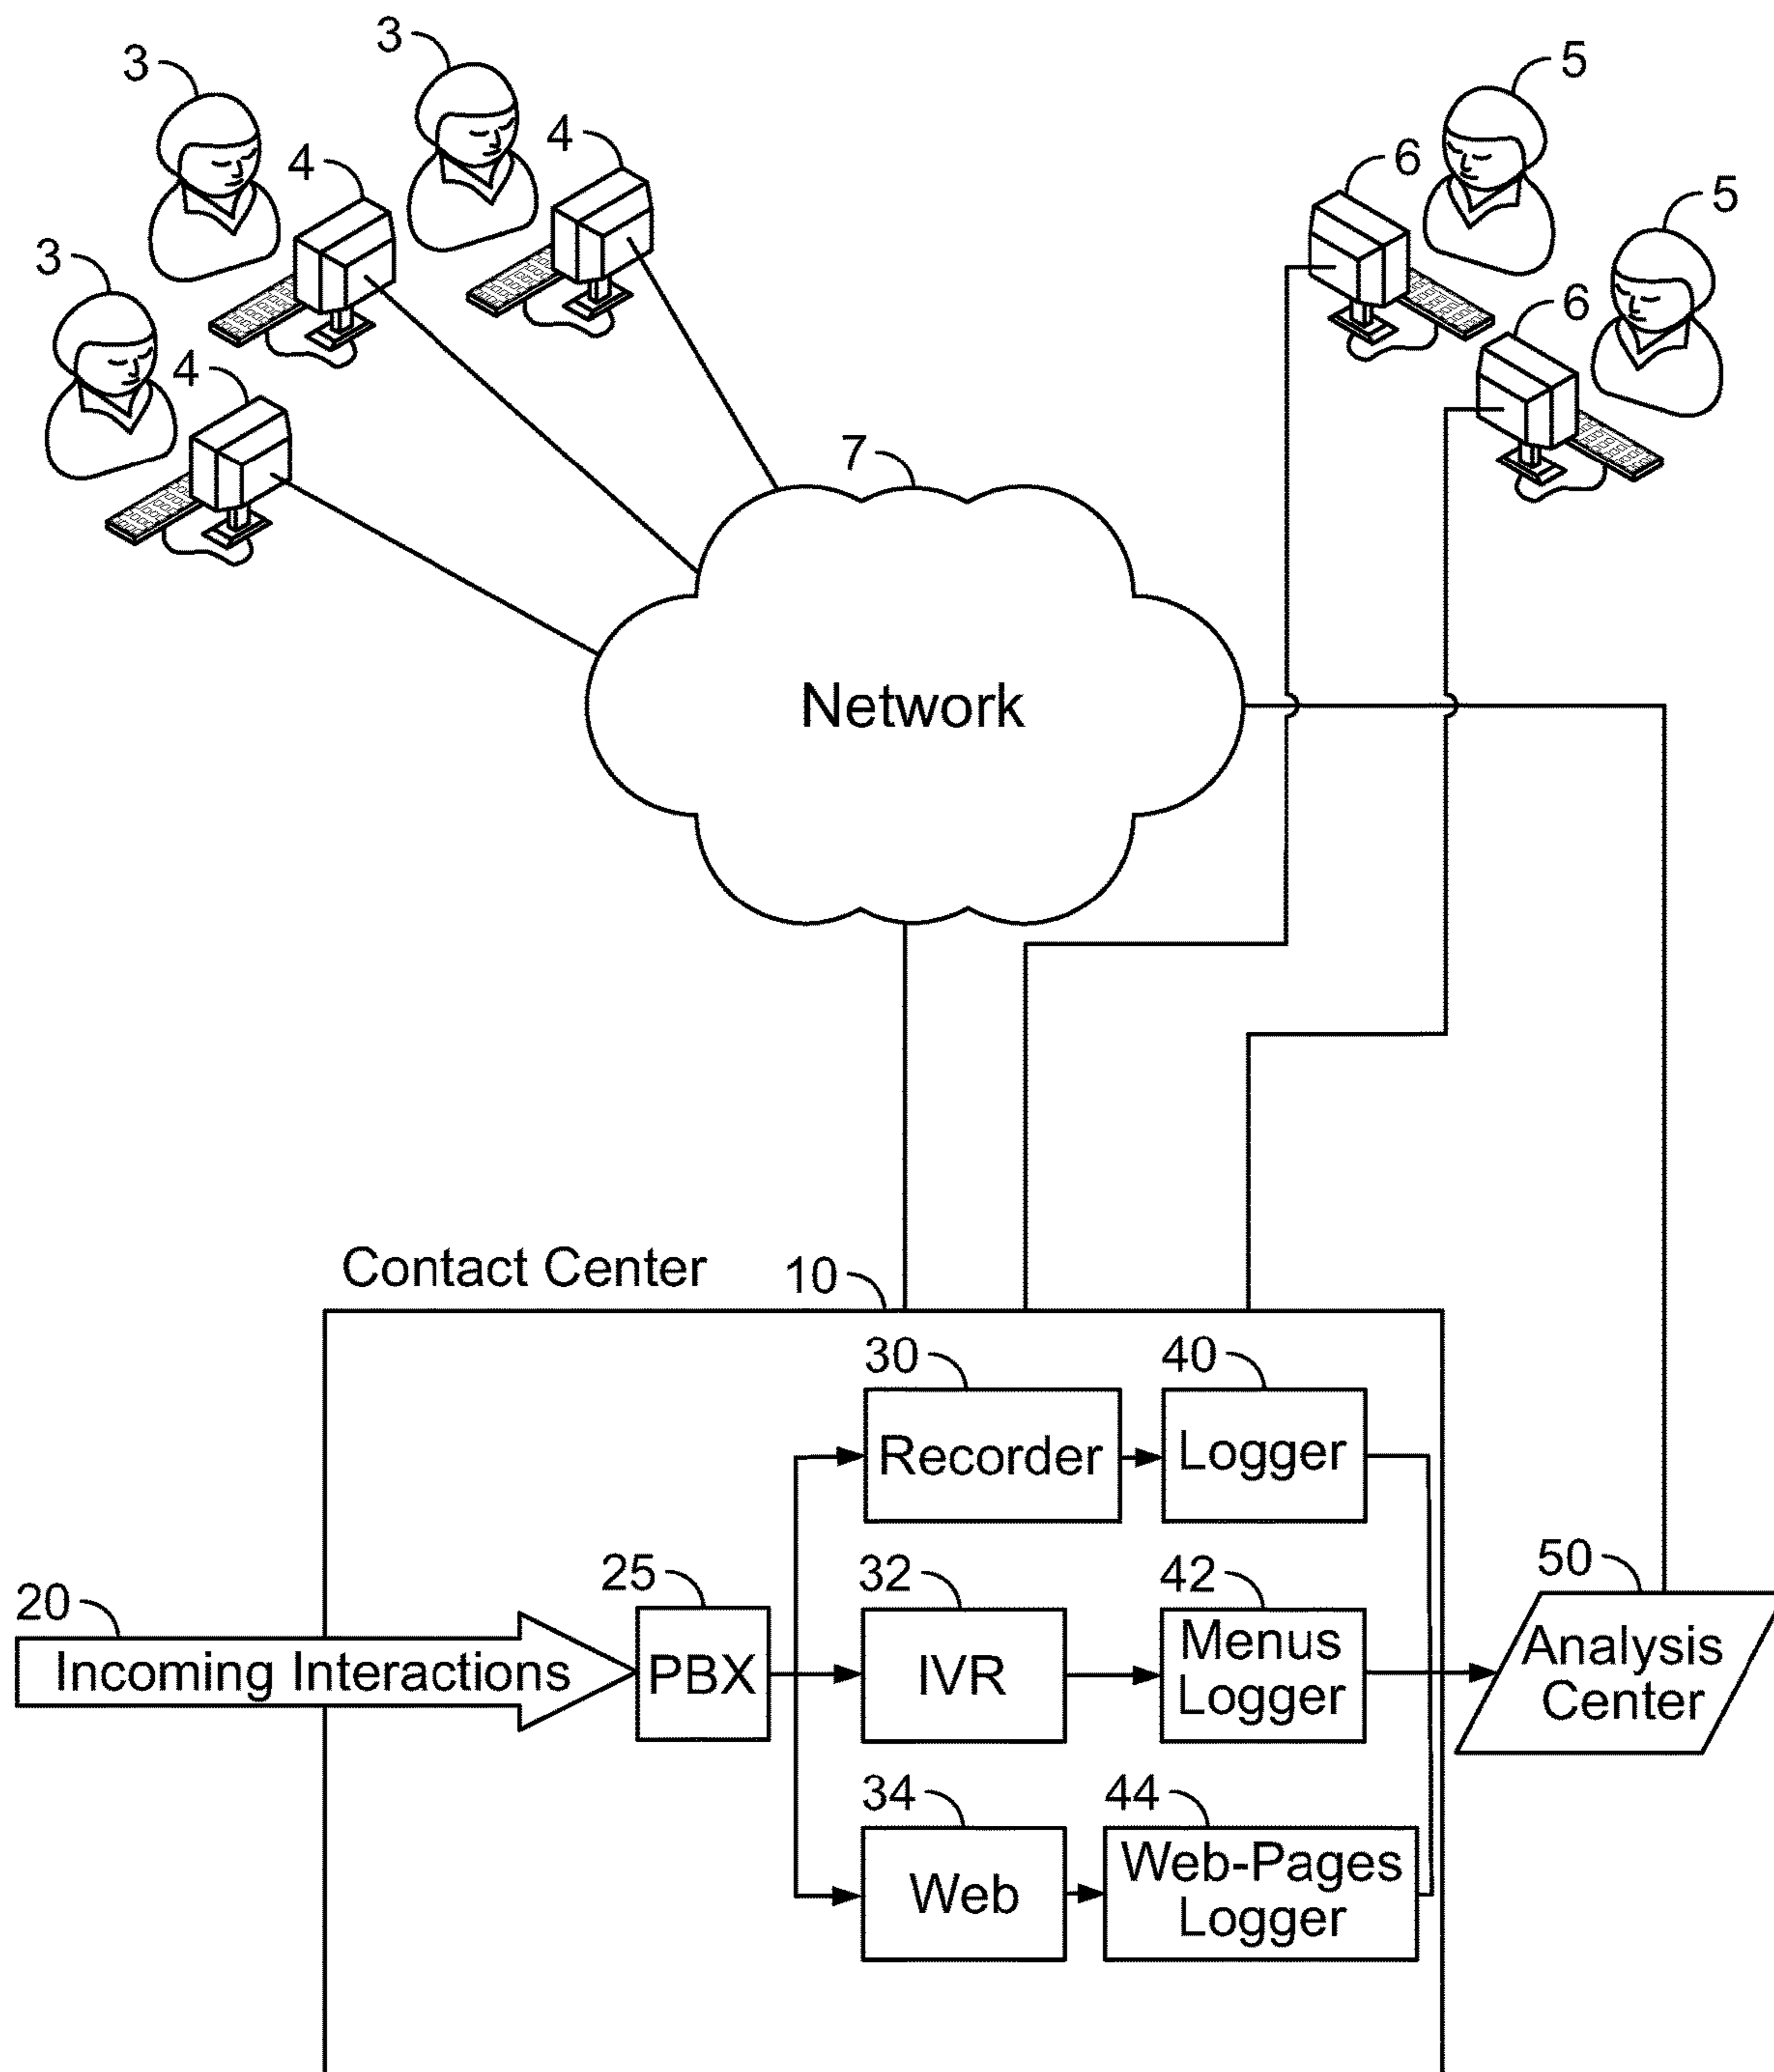 3
3
5
4
4
6
5
3
6
4
7
Network
Contact Center
10
30
40
Recorder
Logger
20
25
32
42
50
Incoming Interactions
PBX
IVR
Menus
Logger
Analysis
Center
34
44
Web
Web-Pages
Logger